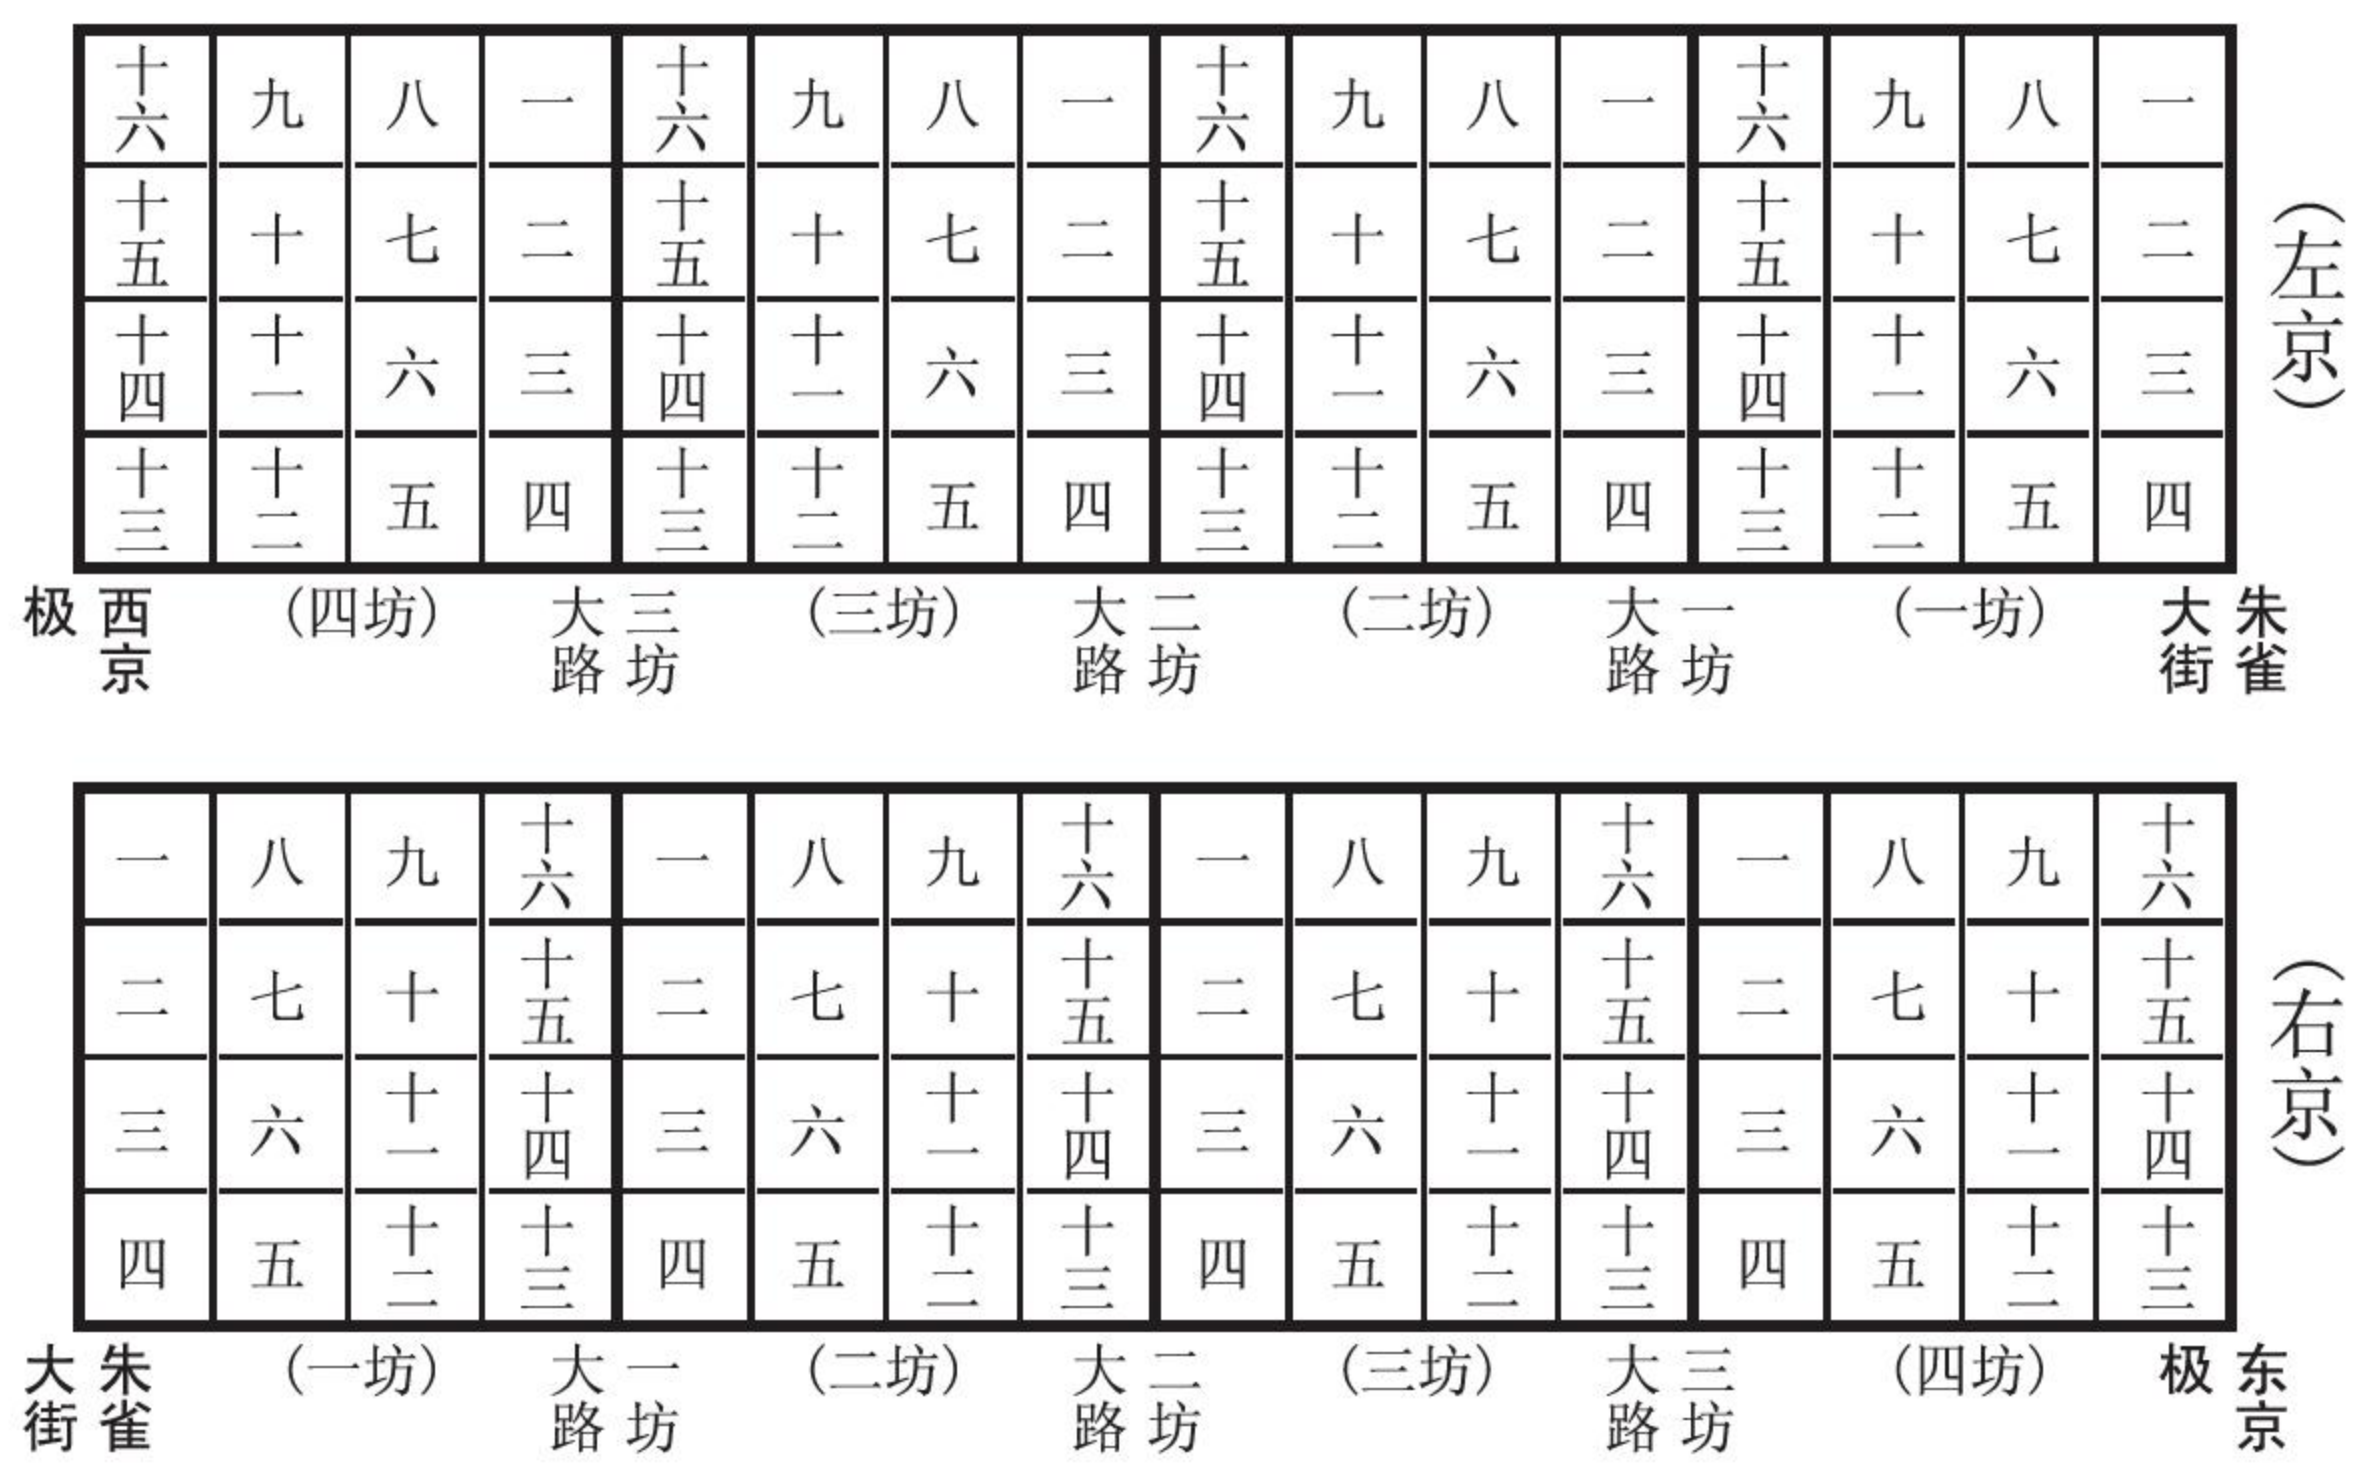 十六 九 八 一 十六 九 八 一 十六 九 八 一 十六 九 八 一
十五 十 七 二 十五 十 七 二 十五 十 七 二 十五 十 七 二
十四 十一 六 三 十四 十一 六 三 十四 十一 六 三 十四 十一 六 三
十三 十二 五 四 十三 十二 五 四 十三 十二 五 四 十三 十二 五 四
（左京）
西京极 （四坊） 三坊大路 （三坊） 二坊大路 （二坊） 一坊大路 （一坊） 朱雀大街
一 八 九 十六 一 八 九 十六 一 八 九 十六 一 八 九 十六
二 七 十 十五 二 七 十 十五 二 七 十 十五 二 七 十 十五
三 六 十一 十四 三 六 十一 十四 三 六 十一 十四 三 六 十一 十四
四 五 十二 十三 四 五 十二 十三 四 五 十二 十三 四 五 十二 十三
（右京）
朱雀大街 （一坊） 一坊大路 （二坊） 二坊大路 （三坊） 三坊大路 （四坊） 东京极